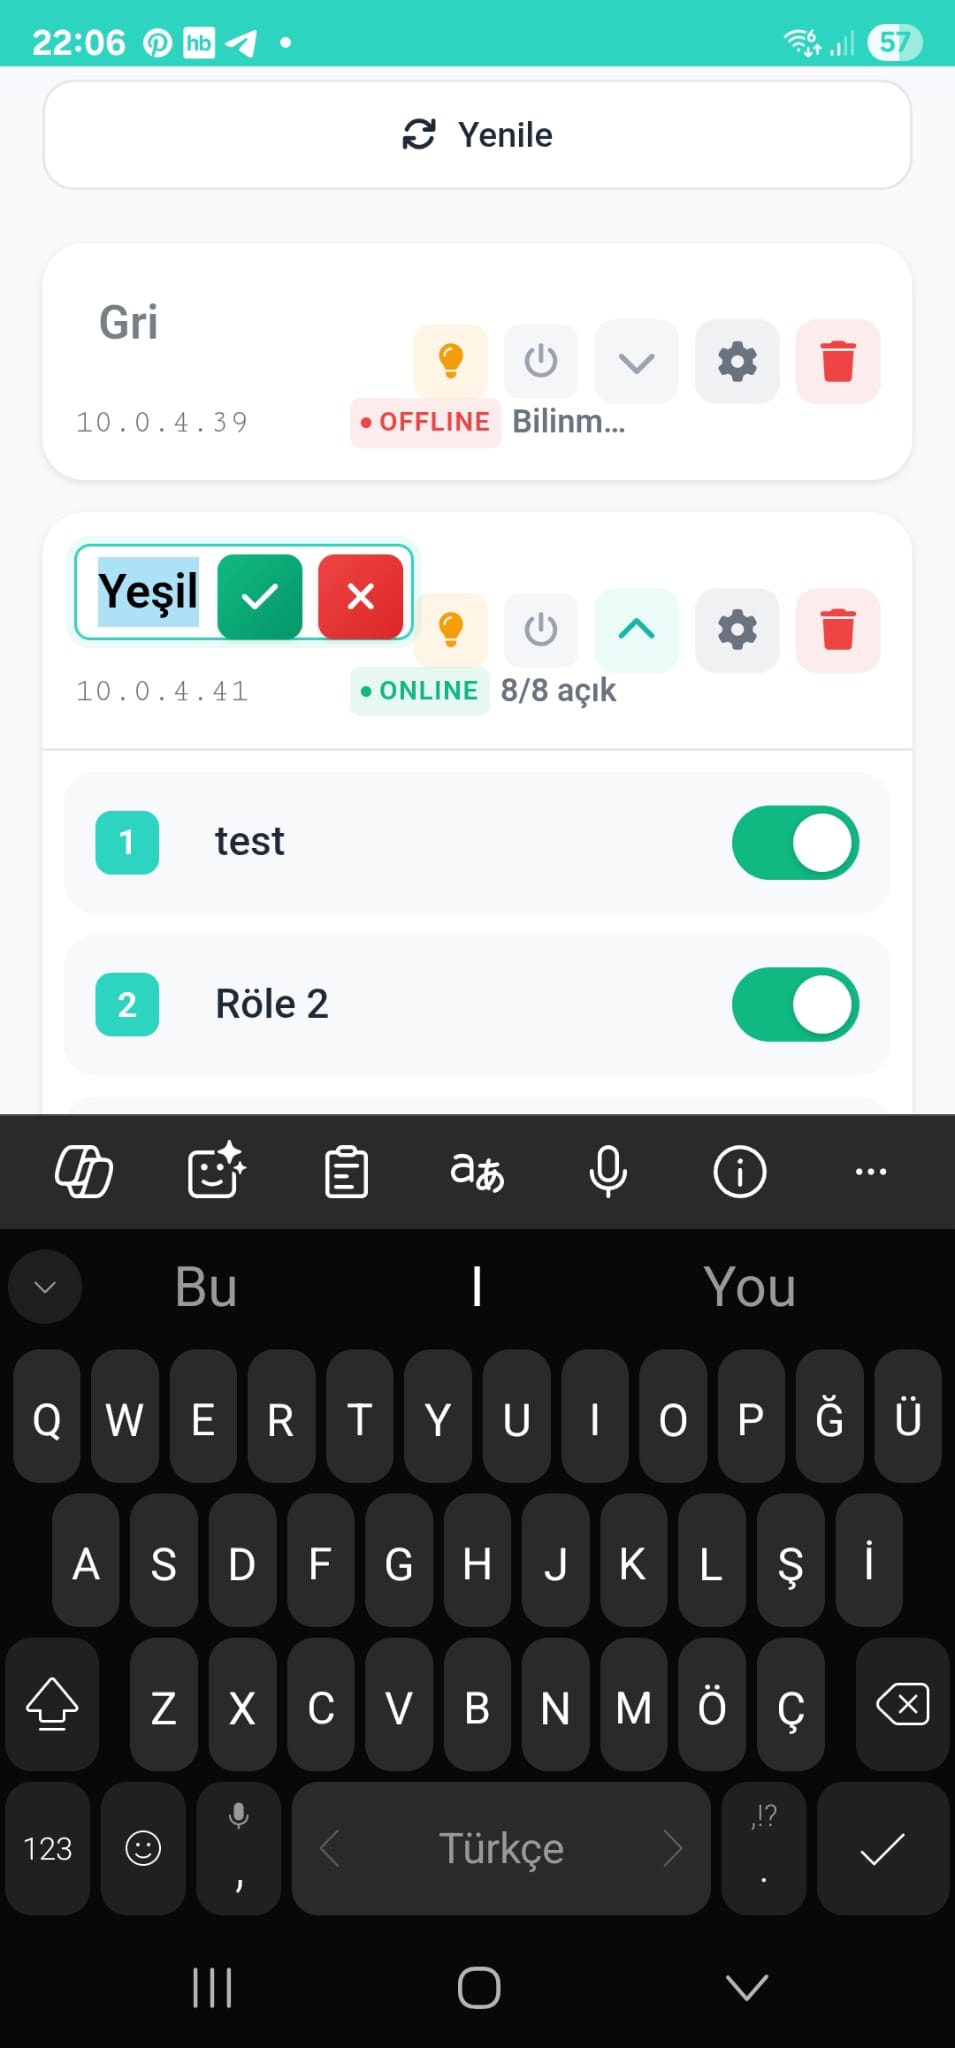 22:06 hb 57
Yenile
Gri
10.0.4.39 OFFLINE Bilinm...
Yeşil
10.0.4.41 ONLINE 8/8 açık
1 test
2 Röle 2
aあ
Bu I You
Q W E R T Y U I O P Ğ Ü
A S D F G H J K L Ş İ
Z X C V B N M Ö Ç
123 , Türkçe ,!? .